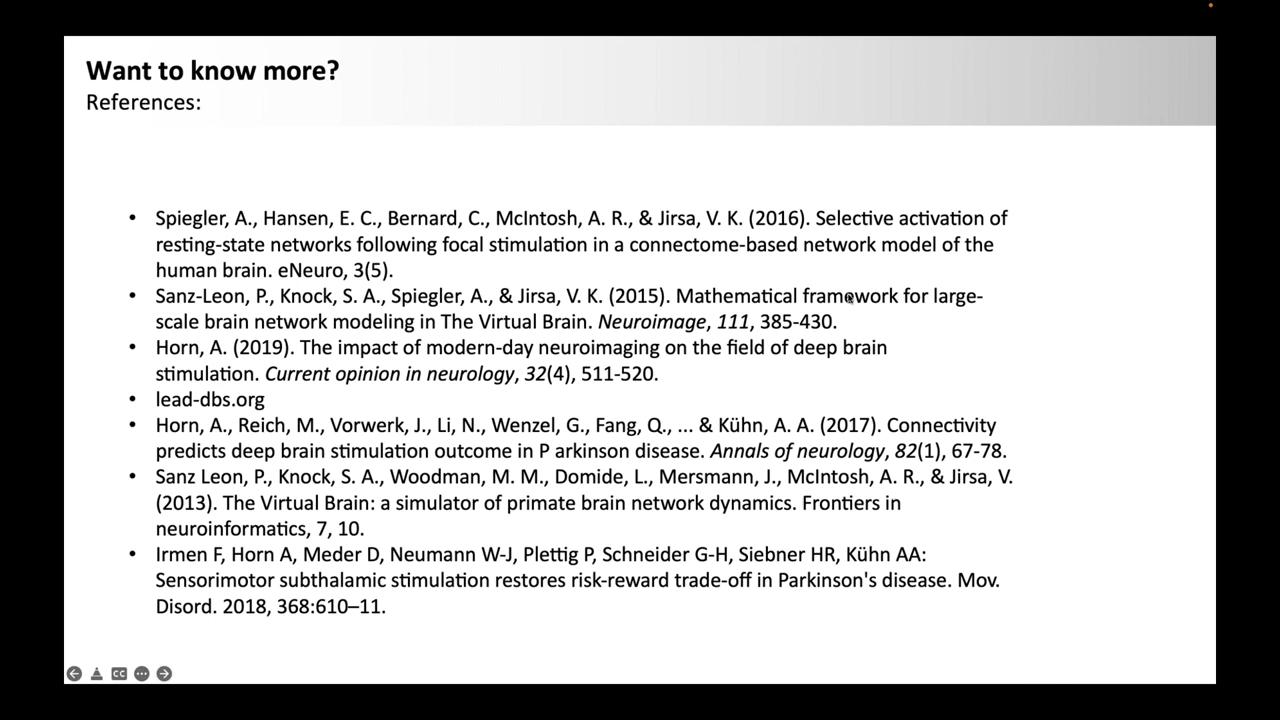 Want to know more?
References:
• Spiegler, A., Hansen, E. C., Bernard, C., McIntosh, A. R., & Jirsa, V. K. (2016). Selective activation of
resting-state networks following focal stimulation in a connectome-based network model of the
human brain. eNeuro, 3(5).
• Sanz-Leon, P., Knock, S. A., Spiegler, A., & Jirsa, V. K. (2015). Mathematical framework for large-
scale brain network modeling in The Virtual Brain. Neuroimage, 111, 385-430.
• Horn, A. (2019). The impact of modern-day neuroimaging on the field of deep brain
stimulation. Current opinion in neurology, 32(4), 511-520.
• lead-dbs.org
• Horn, A., Reich, M., Vorwerk, J., Li, N., Wenzel, G., Fang, Q., ... & Kühn, A. A. (2017). Connectivity
predicts deep brain stimulation outcome in P arkinson disease. Annals of neurology, 82(1), 67-78.
• Sanz Leon, P., Knock, S. A., Woodman, M. M., Domide, L., Mersmann, J., McIntosh, A. R., & Jirsa, V.
(2013). The Virtual Brain: a simulator of primate brain network dynamics. Frontiers in
neuroinformatics, 7, 10.
• Irmen F, Horn A, Meder D, Neumann W-J, Plettig P, Schneider G-H, Siebner HR, Kühn AA:
Sensorimotor subthalamic stimulation restores risk-reward trade-off in Parkinson's disease. Mov.
Disord. 2018, 368:610–11.
CC